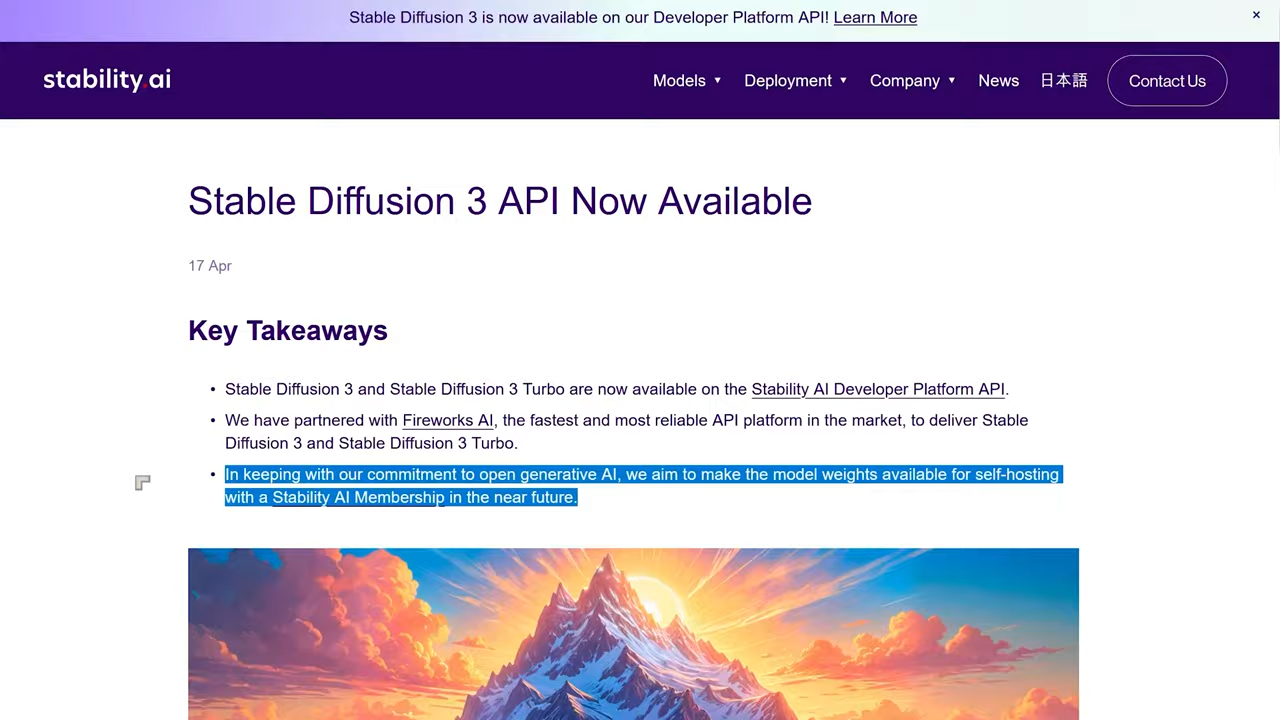 Stable Diffusion 3 is now available on our Developer Platform API! Learn More ×
stability.ai
Models ▼ Deployment ▼ Company ▼ News 日本語 Contact Us
Stable Diffusion 3 API Now Available
17 Apr
Key Takeaways
• Stable Diffusion 3 and Stable Diffusion 3 Turbo are now available on the Stability AI Developer Platform API.
• We have partnered with Fireworks AI, the fastest and most reliable API platform in the market, to deliver Stable
Diffusion 3 and Stable Diffusion 3 Turbo.
• In keeping with our commitment to open generative AI, we aim to make the model weights available for self-hosting
with a Stability AI Membership in the near future.